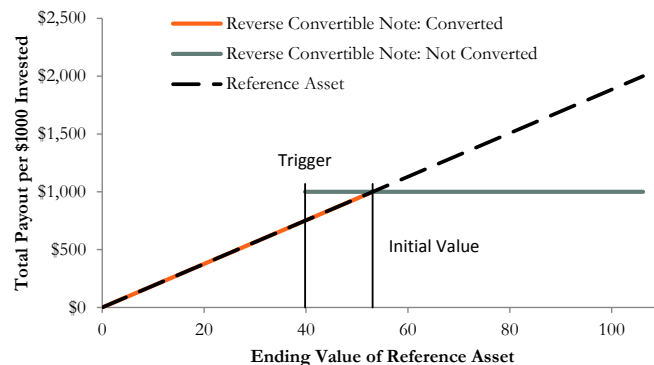 $2,500
$2,000
$1,500
$1,000
$500
$0
Total Payout per $1000 Invested
Reverse Convertible Note: Converted
Reverse Convertible Note: Not Converted
Reference Asset
Trigger
Initial Value
0 20 40 60 80 100
Ending Value of Reference Asset